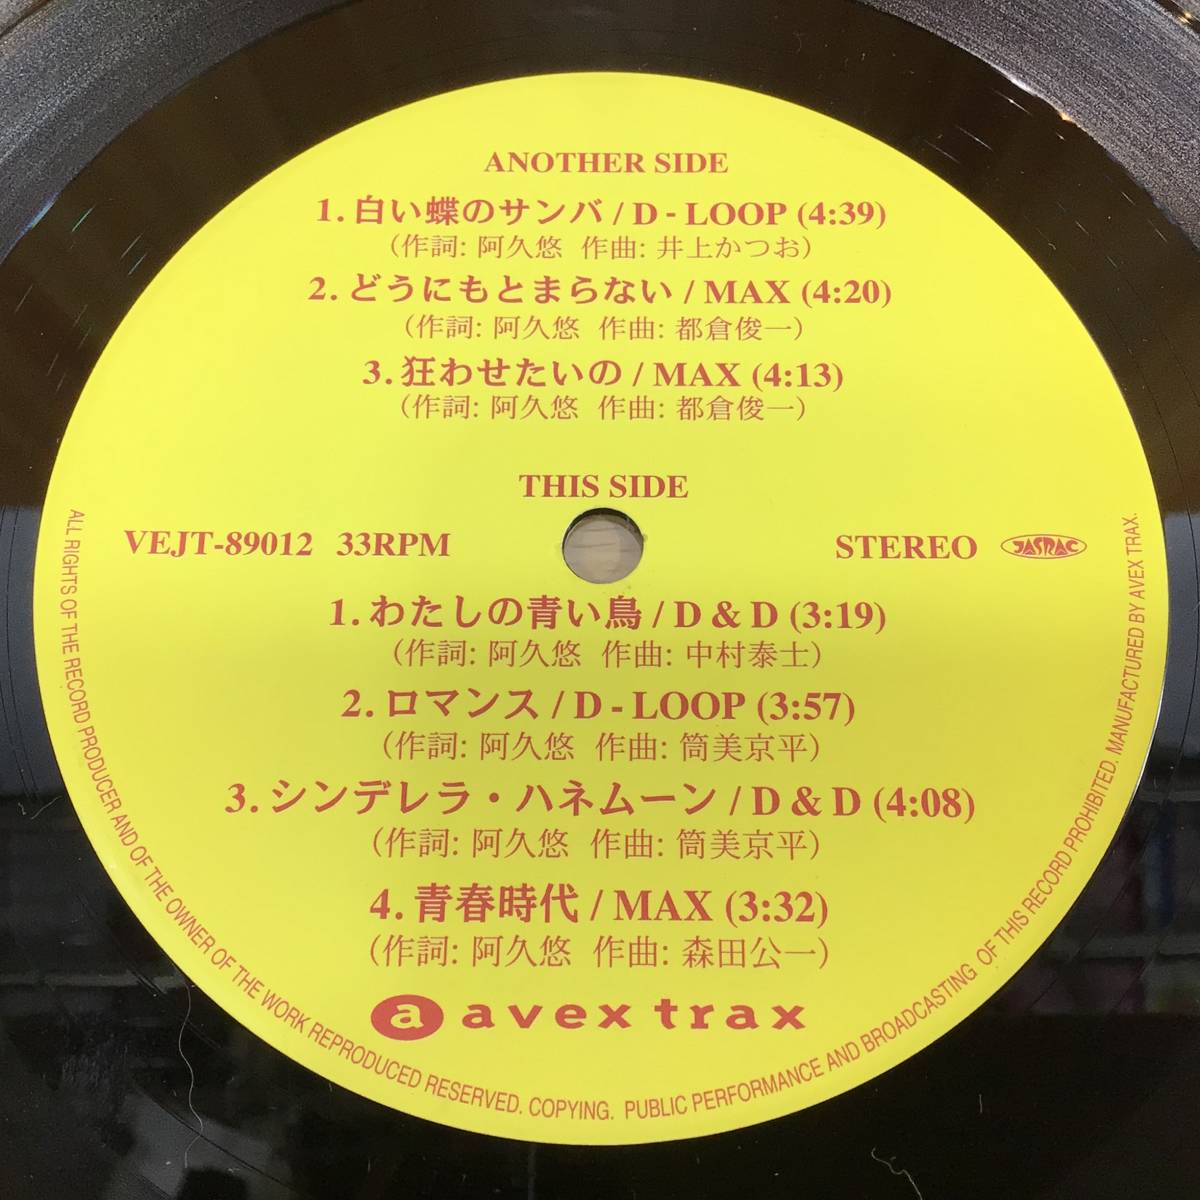 ANOTHER SIDE
1. 白い蝶のサンバ / D - LOOP (4:39)
（作詞: 阿久悠 作曲: 井上かつお）
2. どうにもとまらない / MAX (4:20)
（作詞: 阿久悠 作曲: 都倉俊一）
3. 狂わせたいの / MAX (4:13)
（作詞: 阿久悠 作曲: 都倉俊一）
THIS SIDE
VEJT-89012 33RPM STEREO JASRAC
1. わたしの青い鳥 / D & D (3:19)
（作詞: 阿久悠 作曲: 中村泰士）
2. ロマンス / D - LOOP (3:57)
（作詞: 阿久悠 作曲: 筒美京平）
3. シンデレラ・ハネムーン / D & D (4:08)
（作詞: 阿久悠 作曲: 筒美京平）
4. 青春時代 / MAX (3:32)
（作詞: 阿久悠 作曲: 森田公一）
a avex trax
ALL RIGHTS OF THE RECORD PRODUCER AND OF THE OWNER OF THE WORK REPRODUCED RESERVED. COPYING. PUBLIC PERFORMANCE AND BROADCASTING OF THIS RECORD PROHIBITED. MANUFACTURED BY AVEX TRAX.